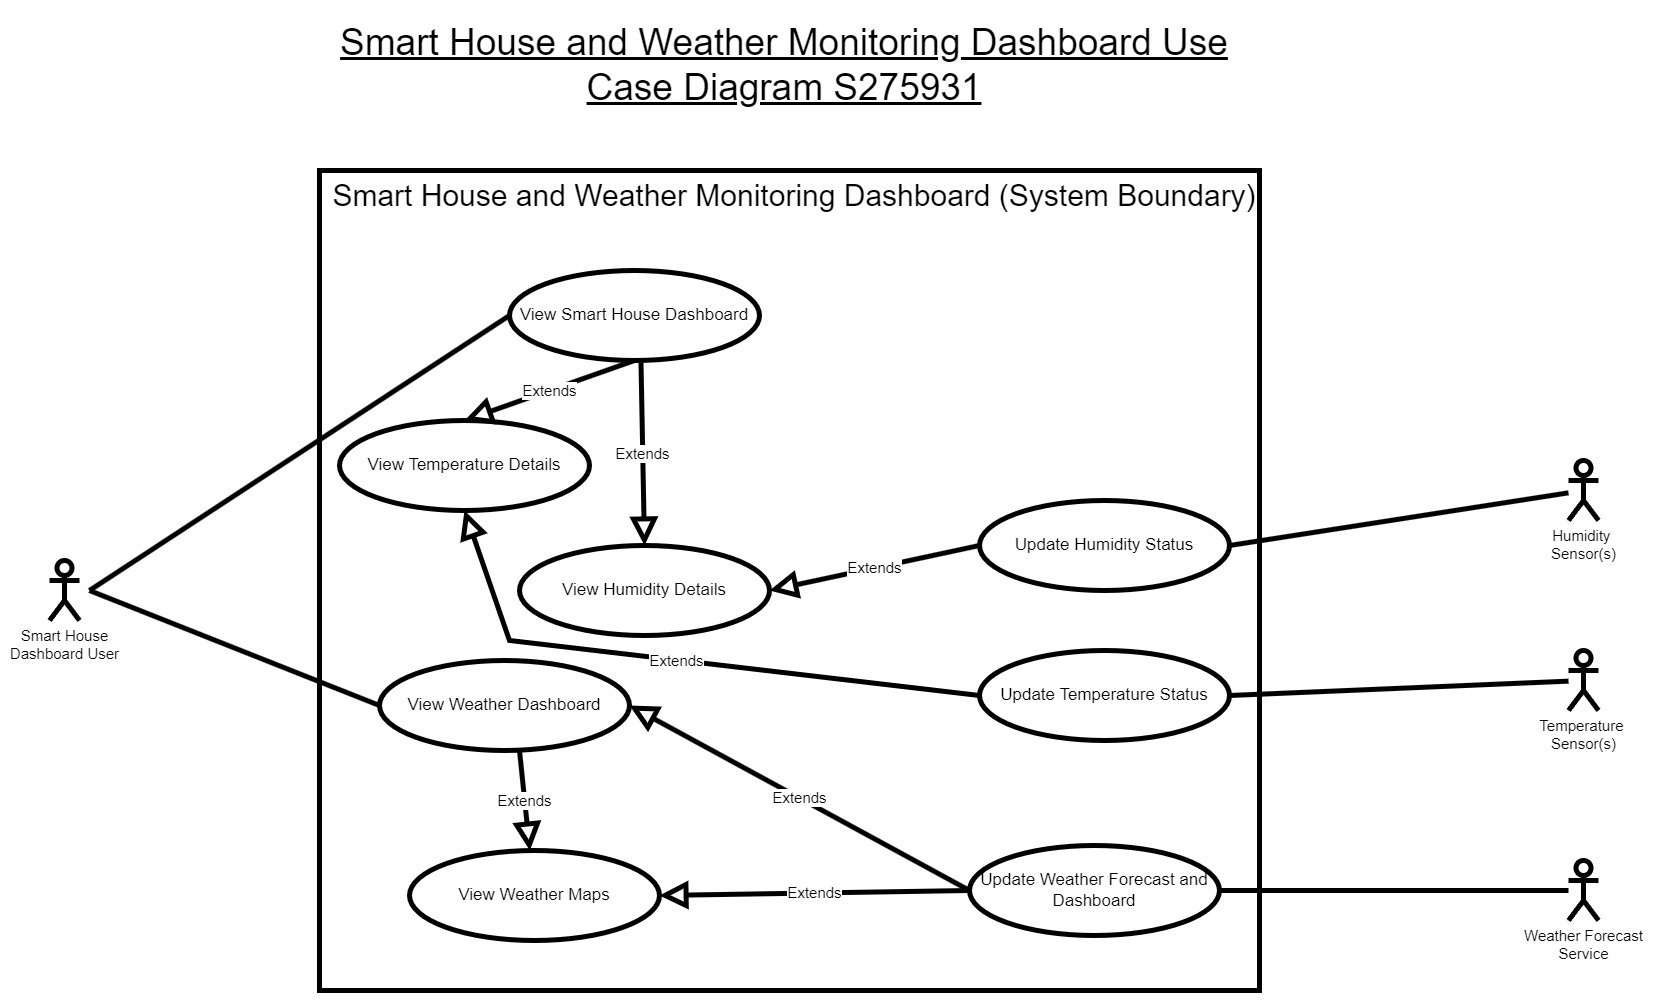 Smart House and Weather Monitoring Dashboard Use
Case Diagram S275931
Smart House and Weather Monitoring Dashboard (System Boundary)
View Smart House Dashboard
Extends
View Temperature Details
Extends
Humidity
Sensor(s)
Update Humidity Status
Extends
View Humidity Details
Smart House
Dashboard User
Extends
Update Temperature Status
View Weather Dashboard
Temperature
Sensor(s)
Extends
Extends
Update Weather Forecast and
Dashboard
Extends
View Weather Maps
Weather Forecast
Service